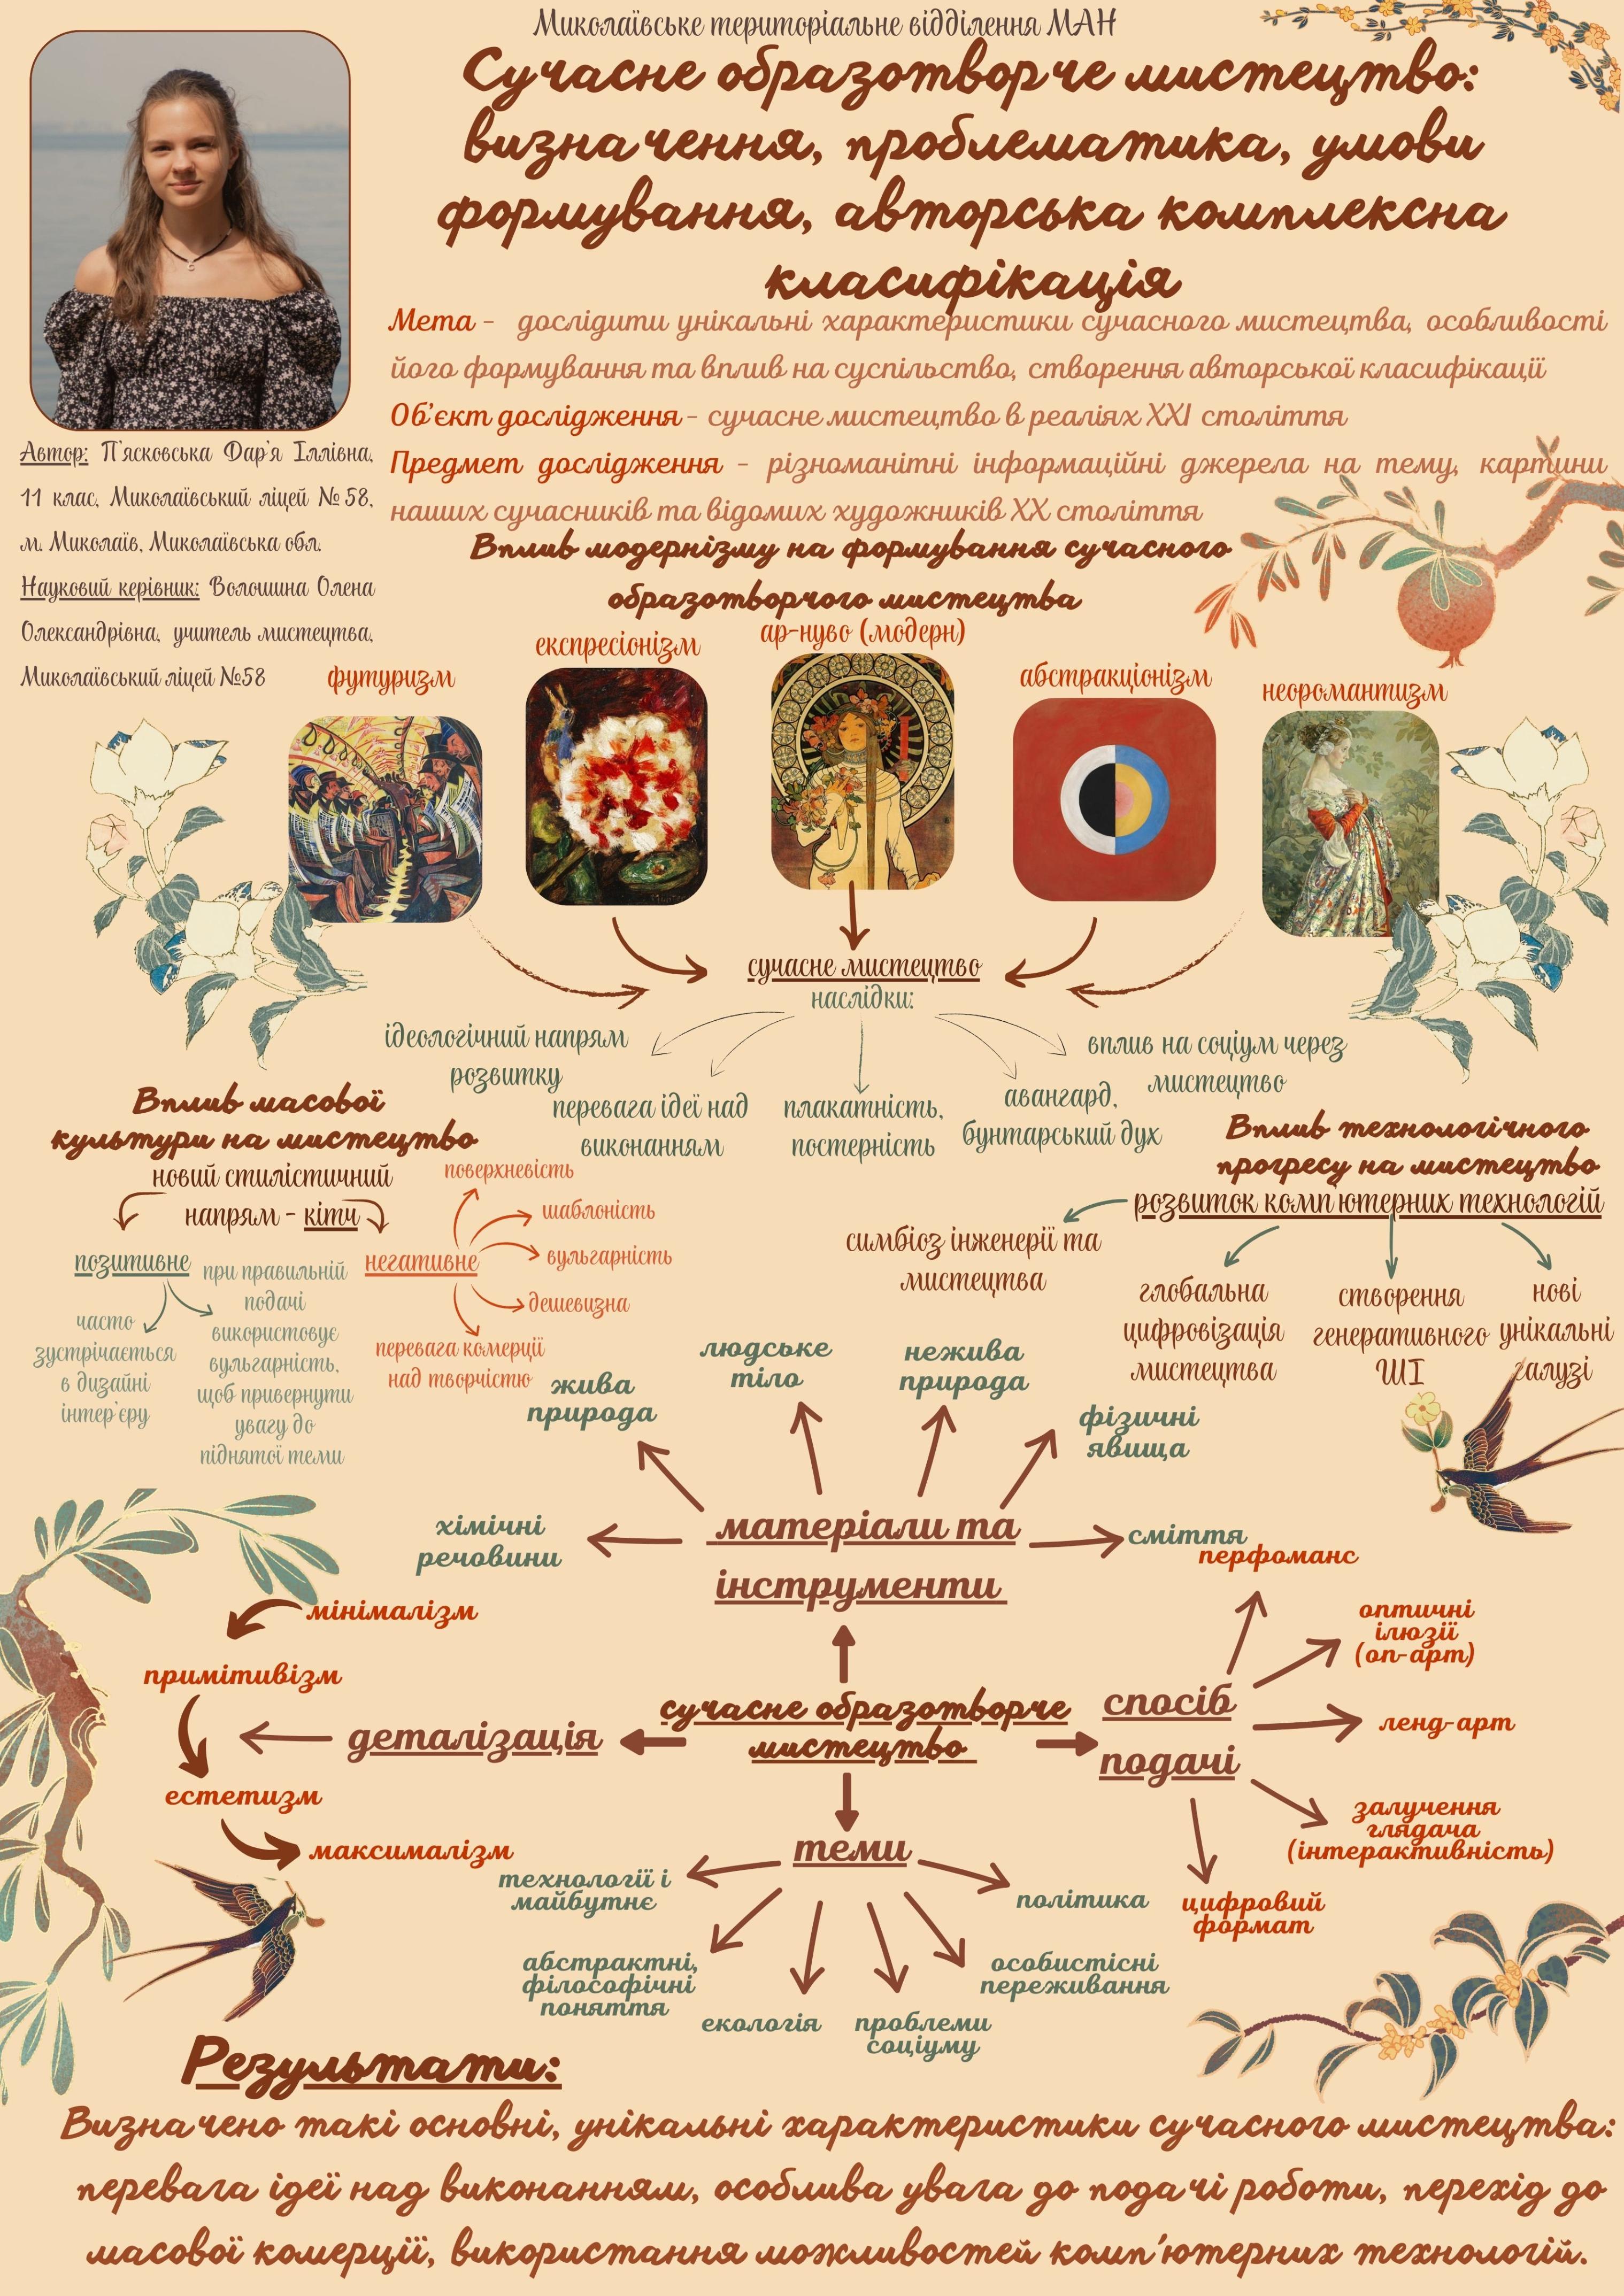 Миколаївське територіальне відділення МАН
Сучасне образотворче мистецтво:
визначення, проблематика, умови
формування, авторська комплексна
класифікація
Мета - дослідити унікальні характеристики сучасного мистецтва, особливості
його формування та вплив на суспільство, створення авторської класифікації
Об'єкт дослідження - сучасне мистецтво в реаліях XXI століття
Предмет дослідження - різноманітні інформаційні джерела на тему, картини
наших сучасників та відомих художників XX століття
Автор: П'ясковська Дар'я Іллівна,
11 клас, Миколаївський ліцей №58,
м. Миколаїв, Миколаївська обл.
Науковий керівник: Волошина Олена
Олександрівна, учитель мистецтва,
Миколаївський ліцей №58
Вплив модернізму на формування сучасного
образотворчого мистецтва
футуризм
експресіонізм
ар-нуво (модерн)
абстракціонізм
неоромантизм
сучасне мистецтво
наслідки:
ідеологічний напрям
розвитку
перевага ідеї над
виконанням
плакатність,
постерність
авангард,
бунтарський дух
вплив на соціум через
мистецтво
Вплив масової
культури на мистецтво
новий стилістичний
напрям - кітч
позитивне
часто
зустрічається
в дизайні
інтер'єру
при правильній
подачі
використовує
вульгарність,
щоб привернути
увагу до
піднятої теми
негативне
поверхневість
шаблоність
вульгарність
дешевизна
перевага комерції
над творчістю
Вплив технологічного
прогресу на мистецтво
розвиток комп'ютерних технологій
симбіоз інженерії та
мистецтва
глобальна
цифровізація
мистецтва
створення
генеративного
ШІ
нові
унікальні
галузі
матеріали та
інструменти
хімічні
речовини
жива
природа
людське
тіло
нежива
природа
фізичні
явища
сміття
сучасне образотворче
мистецтво
деталізація
мінімалізм
примітивізм
естетизм
максималізм
спосіб
подачі
перфоманс
оптичні
ілюзії
(оп-арт)
ленд-арт
залучення
глядача
(інтерактивність)
цифровий
формат
теми
технології і
майбутнє
абстрактні,
філософічні
поняття
екологія
проблеми
соціуму
особистісні
переживання
політика
Результати:
Визначено такі основні, унікальні характеристики сучасного мистецтва:
перевага ідеї над виконанням, особлива увага до подачі роботи, перехід до
масової комерції, використання можливостей комп'ютерних технологій.